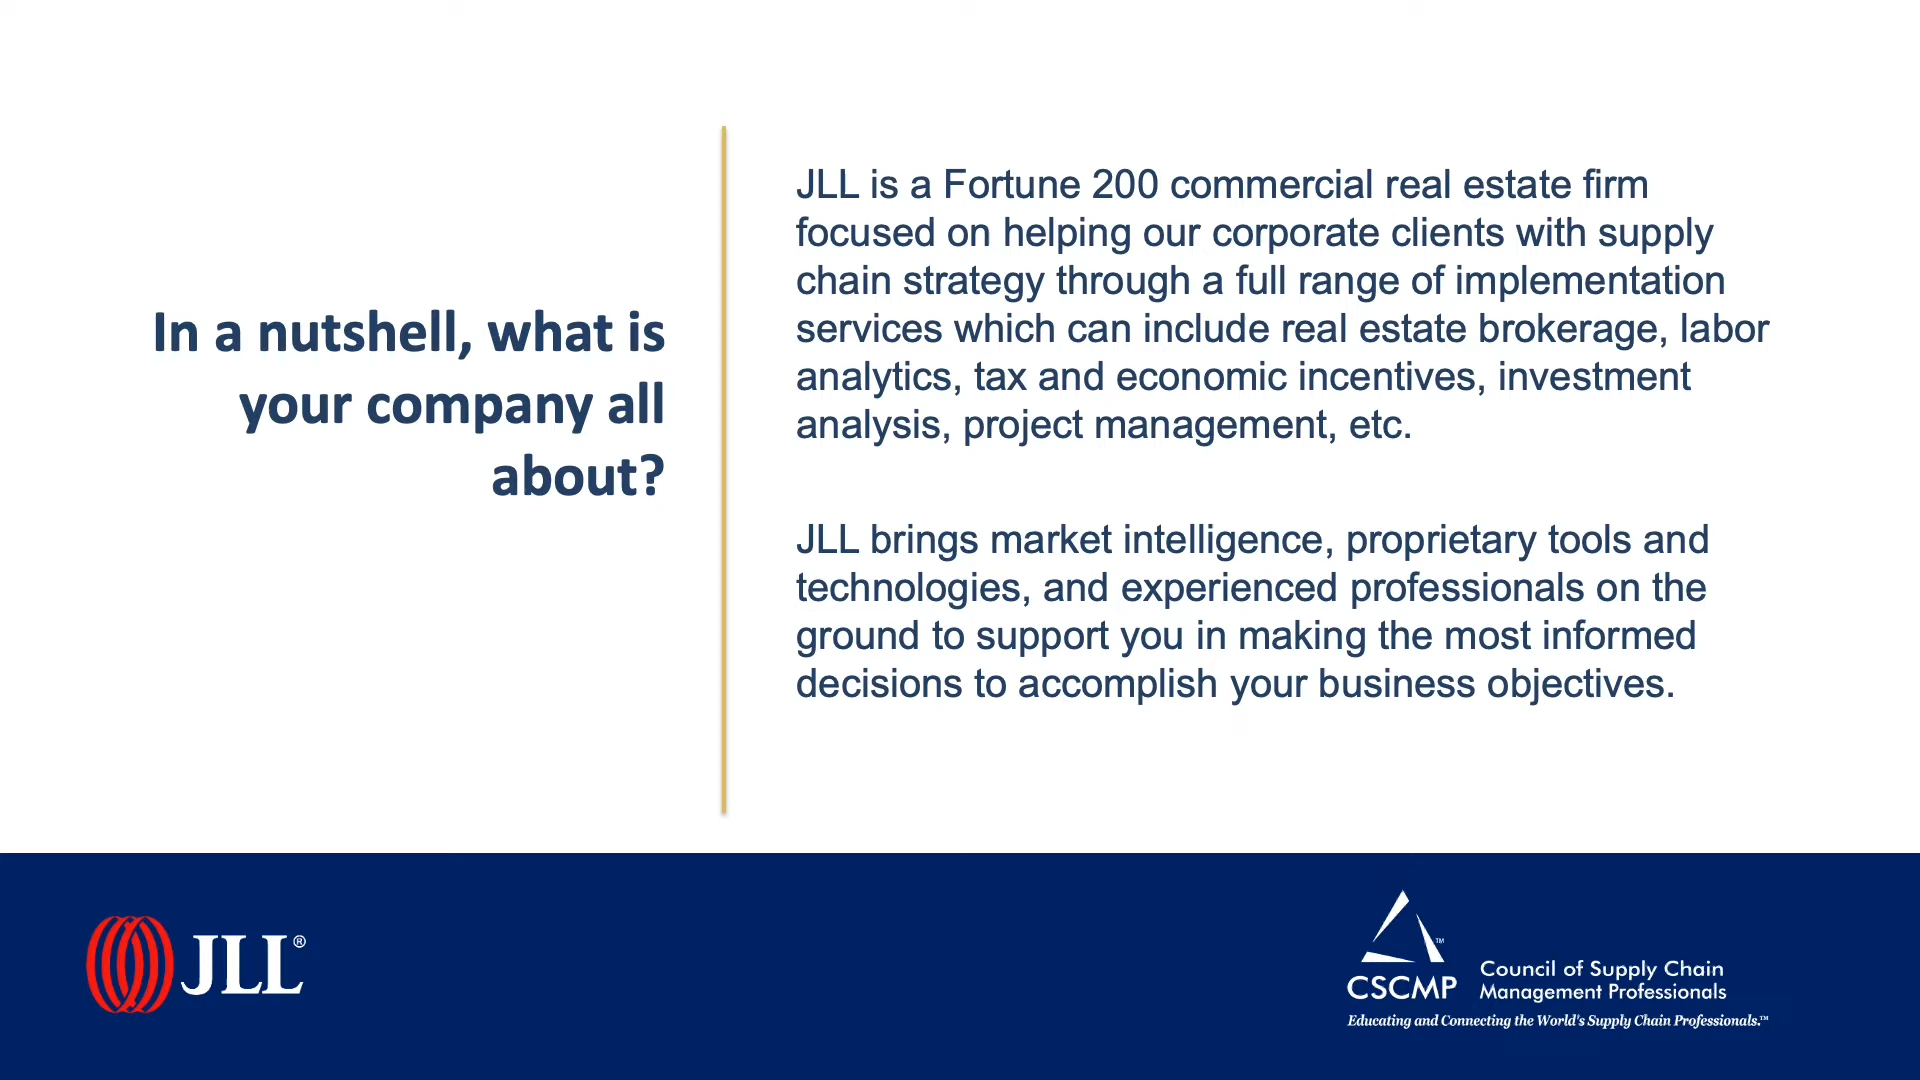 In a nutshell, what is
your company all
about?
JLL is a Fortune 200 commercial real estate firm
focused on helping our corporate clients with supply
chain strategy through a full range of implementation
services which can include real estate brokerage, labor
analytics, tax and economic incentives, investment
analysis, project management, etc.
JLL brings market intelligence, proprietary tools and
technologies, and experienced professionals on the
ground to support you in making the most informed
decisions to accomplish your business objectives.
JLL®
™
CSCMP
Council of Supply Chain
Management Professionals
Educating and Connecting the World's Supply Chain Professionals.™